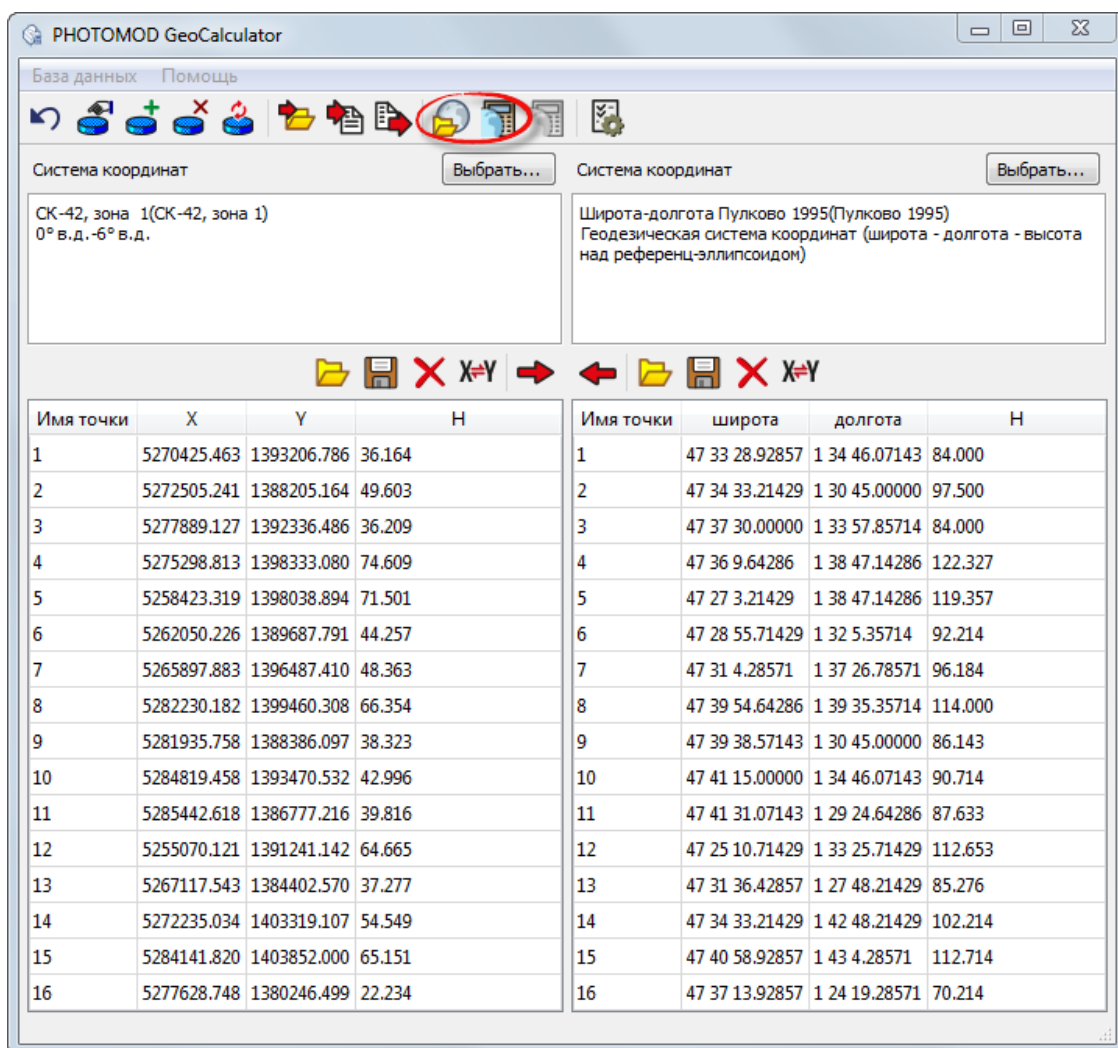 PHOTOMOD GeoCalculator
База данных Помощь
Система координат Выбрать... Система координат Выбрать...
СК-42, зона 1(СК-42, зона 1)
0° в.д.-6° в.д.
Широта-долгота Пулково 1995(Пулково 1995)
Геодезическая система координат (широта - долгота - высота
над референц-эллипсоидом)
X⇌Y X⇌Y
Имя точки X Y H Имя точки широта долгота H
1 5270425.463 1393206.786 36.164 1 47 33 28.92857 1 34 46.07143 84.000
2 5272505.241 1388205.164 49.603 2 47 34 33.21429 1 30 45.00000 97.500
3 5277889.127 1392336.486 36.209 3 47 37 30.00000 1 33 57.85714 84.000
4 5275298.813 1398333.080 74.609 4 47 36 9.64286 1 38 47.14286 122.327
5 5258423.319 1398038.894 71.501 5 47 27 3.21429 1 38 47.14286 119.357
6 5262050.226 1389687.791 44.257 6 47 28 55.71429 1 32 5.35714 92.214
7 5265897.883 1396487.410 48.363 7 47 31 4.28571 1 37 26.78571 96.184
8 5282230.182 1399460.308 66.354 8 47 39 54.64286 1 39 35.35714 114.000
9 5281935.758 1388386.097 38.323 9 47 39 38.57143 1 30 45.00000 86.143
10 5284819.458 1393470.532 42.996 10 47 41 15.00000 1 34 46.07143 90.714
11 5285442.618 1386777.216 39.816 11 47 41 31.07143 1 29 24.64286 87.633
12 5255070.121 1391241.142 64.665 12 47 25 10.71429 1 33 25.71429 112.653
13 5267117.543 1384402.570 37.277 13 47 31 36.42857 1 27 48.21429 85.276
14 5272235.034 1403319.107 54.549 14 47 34 33.21429 1 42 48.21429 102.214
15 5284141.820 1403852.000 65.151 15 47 40 58.92857 1 43 4.28571 112.714
16 5277628.748 1380246.499 22.234 16 47 37 13.92857 1 24 19.28571 70.214